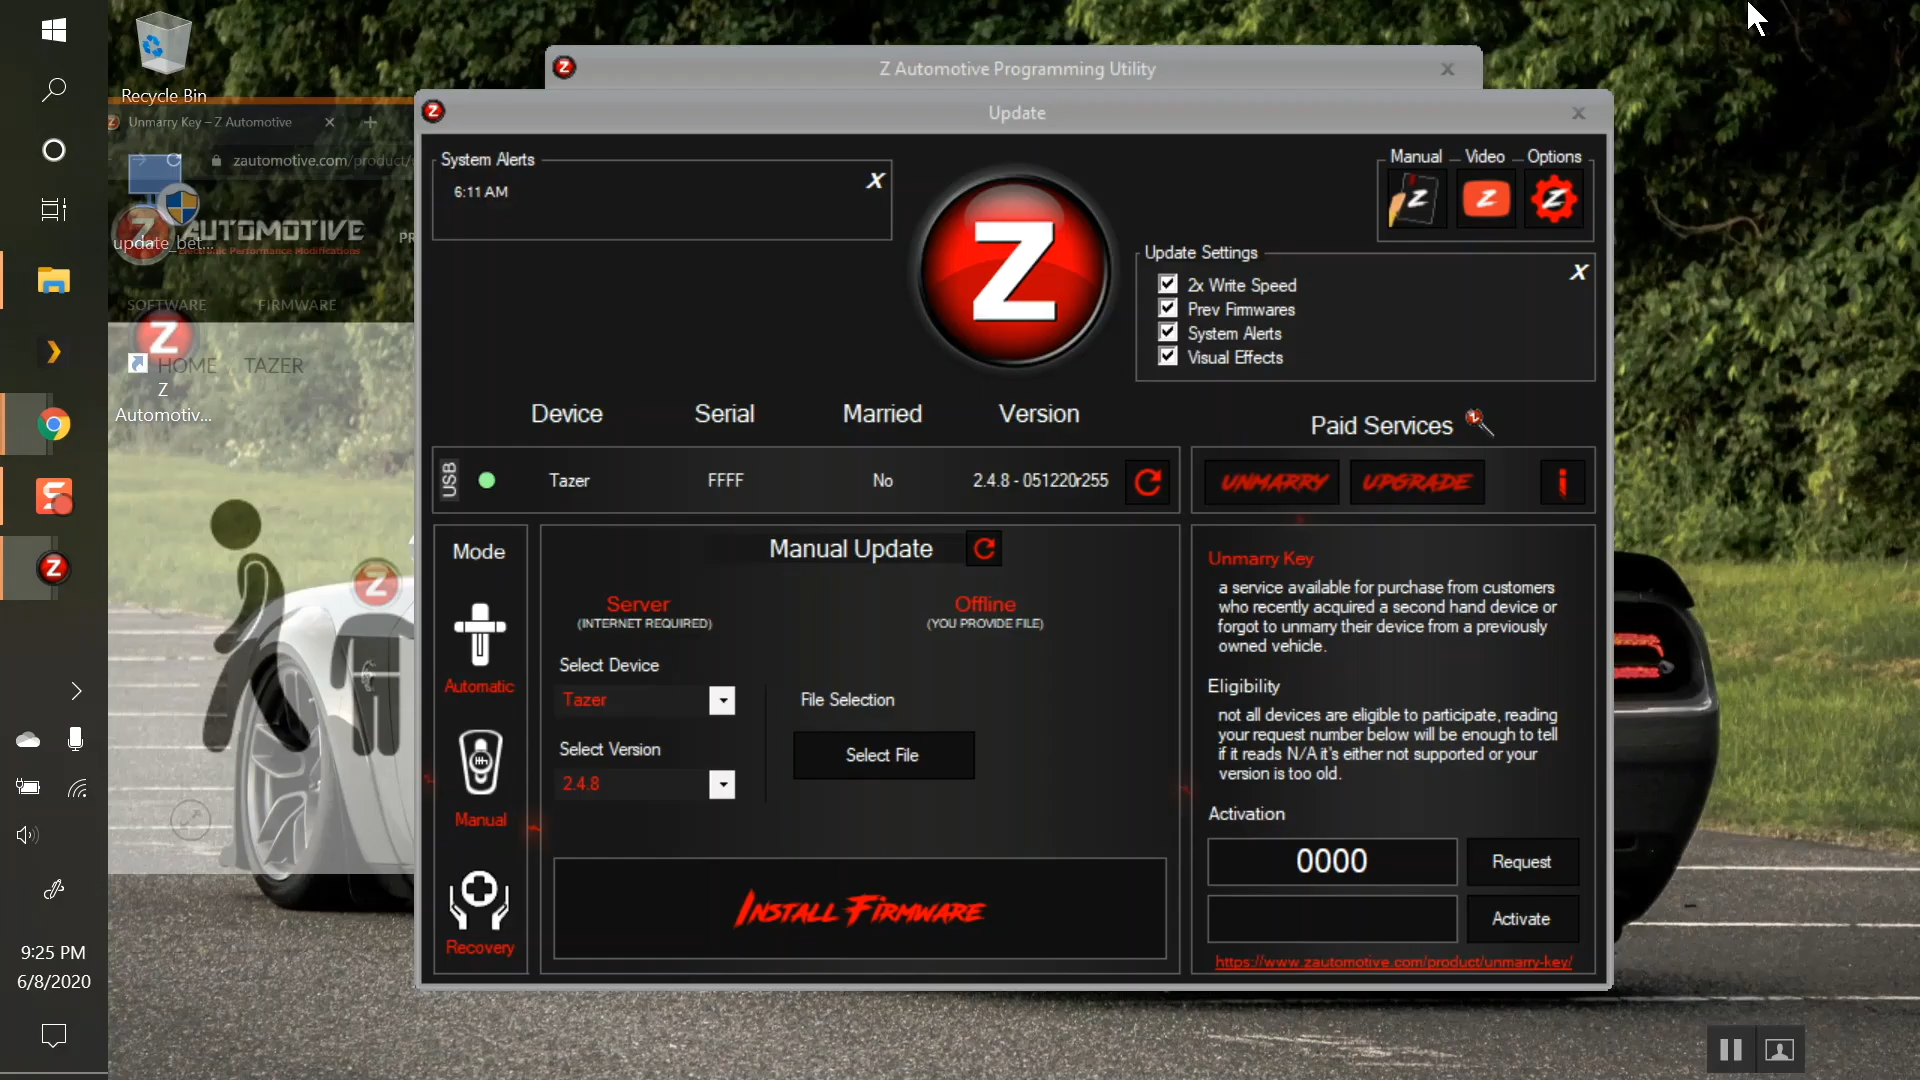 Recycle Bin
Unmarry Key – Z Automotive
zautomotive.com/product/
AUTOMOTIVE
Electronic Performance Modifications
update_bet...
SOFTWARE
FIRMWARE
HOME
TAZER
Z
Automotiv...
9:25 PM
6/8/2020
Z Automotive Programming Utility
Update
System Alerts
X
6:11 AM
Z
Manual
Video
Options
Update Settings
X
2x Write Speed
Prev Firmwares
System Alerts
Visual Effects
Device Serial Married Version
USB
Tazer FFFF No 2.4.8 - 051220r255
Paid Services
UNMARRY
UPGRADE
i
Mode
Automatic
Manual
Recovery
Manual Update
Server
(INTERNET REQUIRED)
Offline
(YOU PROVIDE FILE)
Select Device
Tazer
Select Version
2.4.8
File Selection
Select File
INSTALL FIRMWARE
Unmarry Key
a service available for purchase from customers
who recently acquired a second hand device or
forgot to unmarry their device from a previously
owned vehicle.
Eligibility
not all devices are eligible to participate, reading
your request number below will be enough to tell
if it reads N/A it's either not supported or your
version is too old.
Activation
0000
Request
Activate
https://www.zautomotive.com/product/unmarry-key/